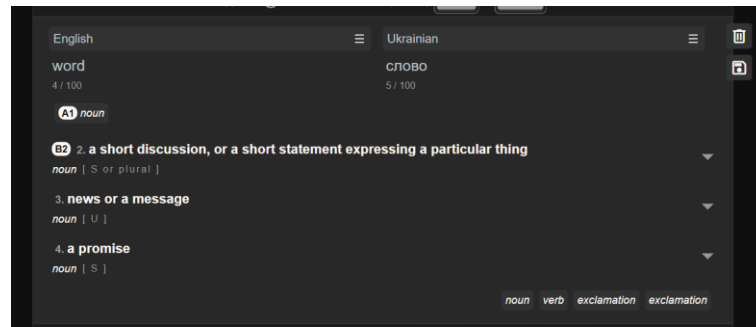 English
Ukrainian
word
слово
4 / 100
5 / 100
A1 noun
B2 2. a short discussion, or a short statement expressing a particular thing
noun [ S or plural ]
3. news or a message
noun [ U ]
4. a promise
noun [ S ]
noun verb exclamation exclamation